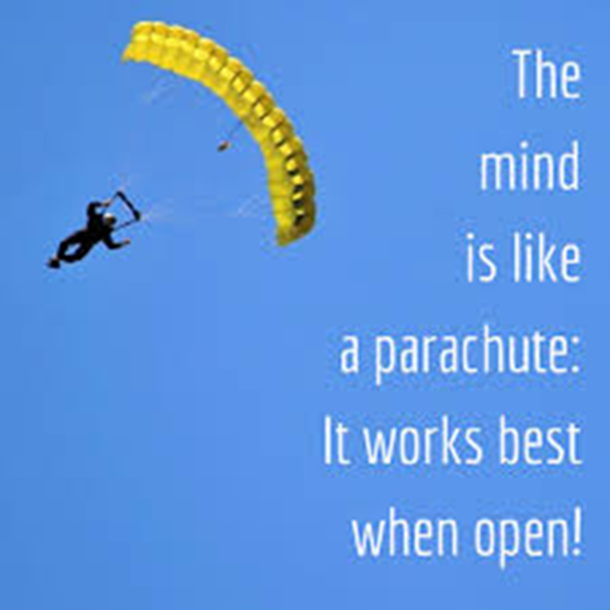 The
mind
is like
a parachute:
It works best
when open!